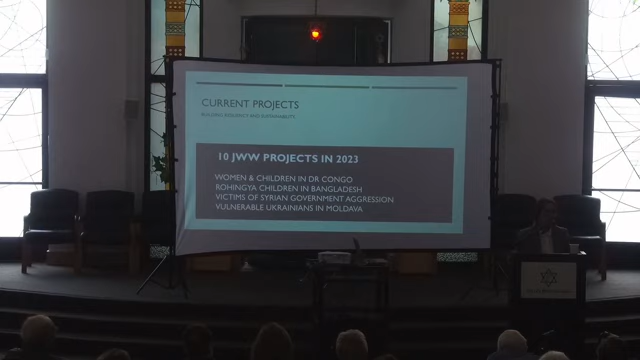 CURRENT PROJECTS
BUILDING RESILIENCY AND SUSTAINABILITY
10 JWW PROJECTS IN 2023
WOMEN & CHILDREN IN DR CONGO
ROHINGYA CHILDREN IN BANGLADESH
VICTIMS OF SYRIAN GOVERNMENT AGGRESSION
VULNERABLE UKRAINIANS IN MOLDAVA